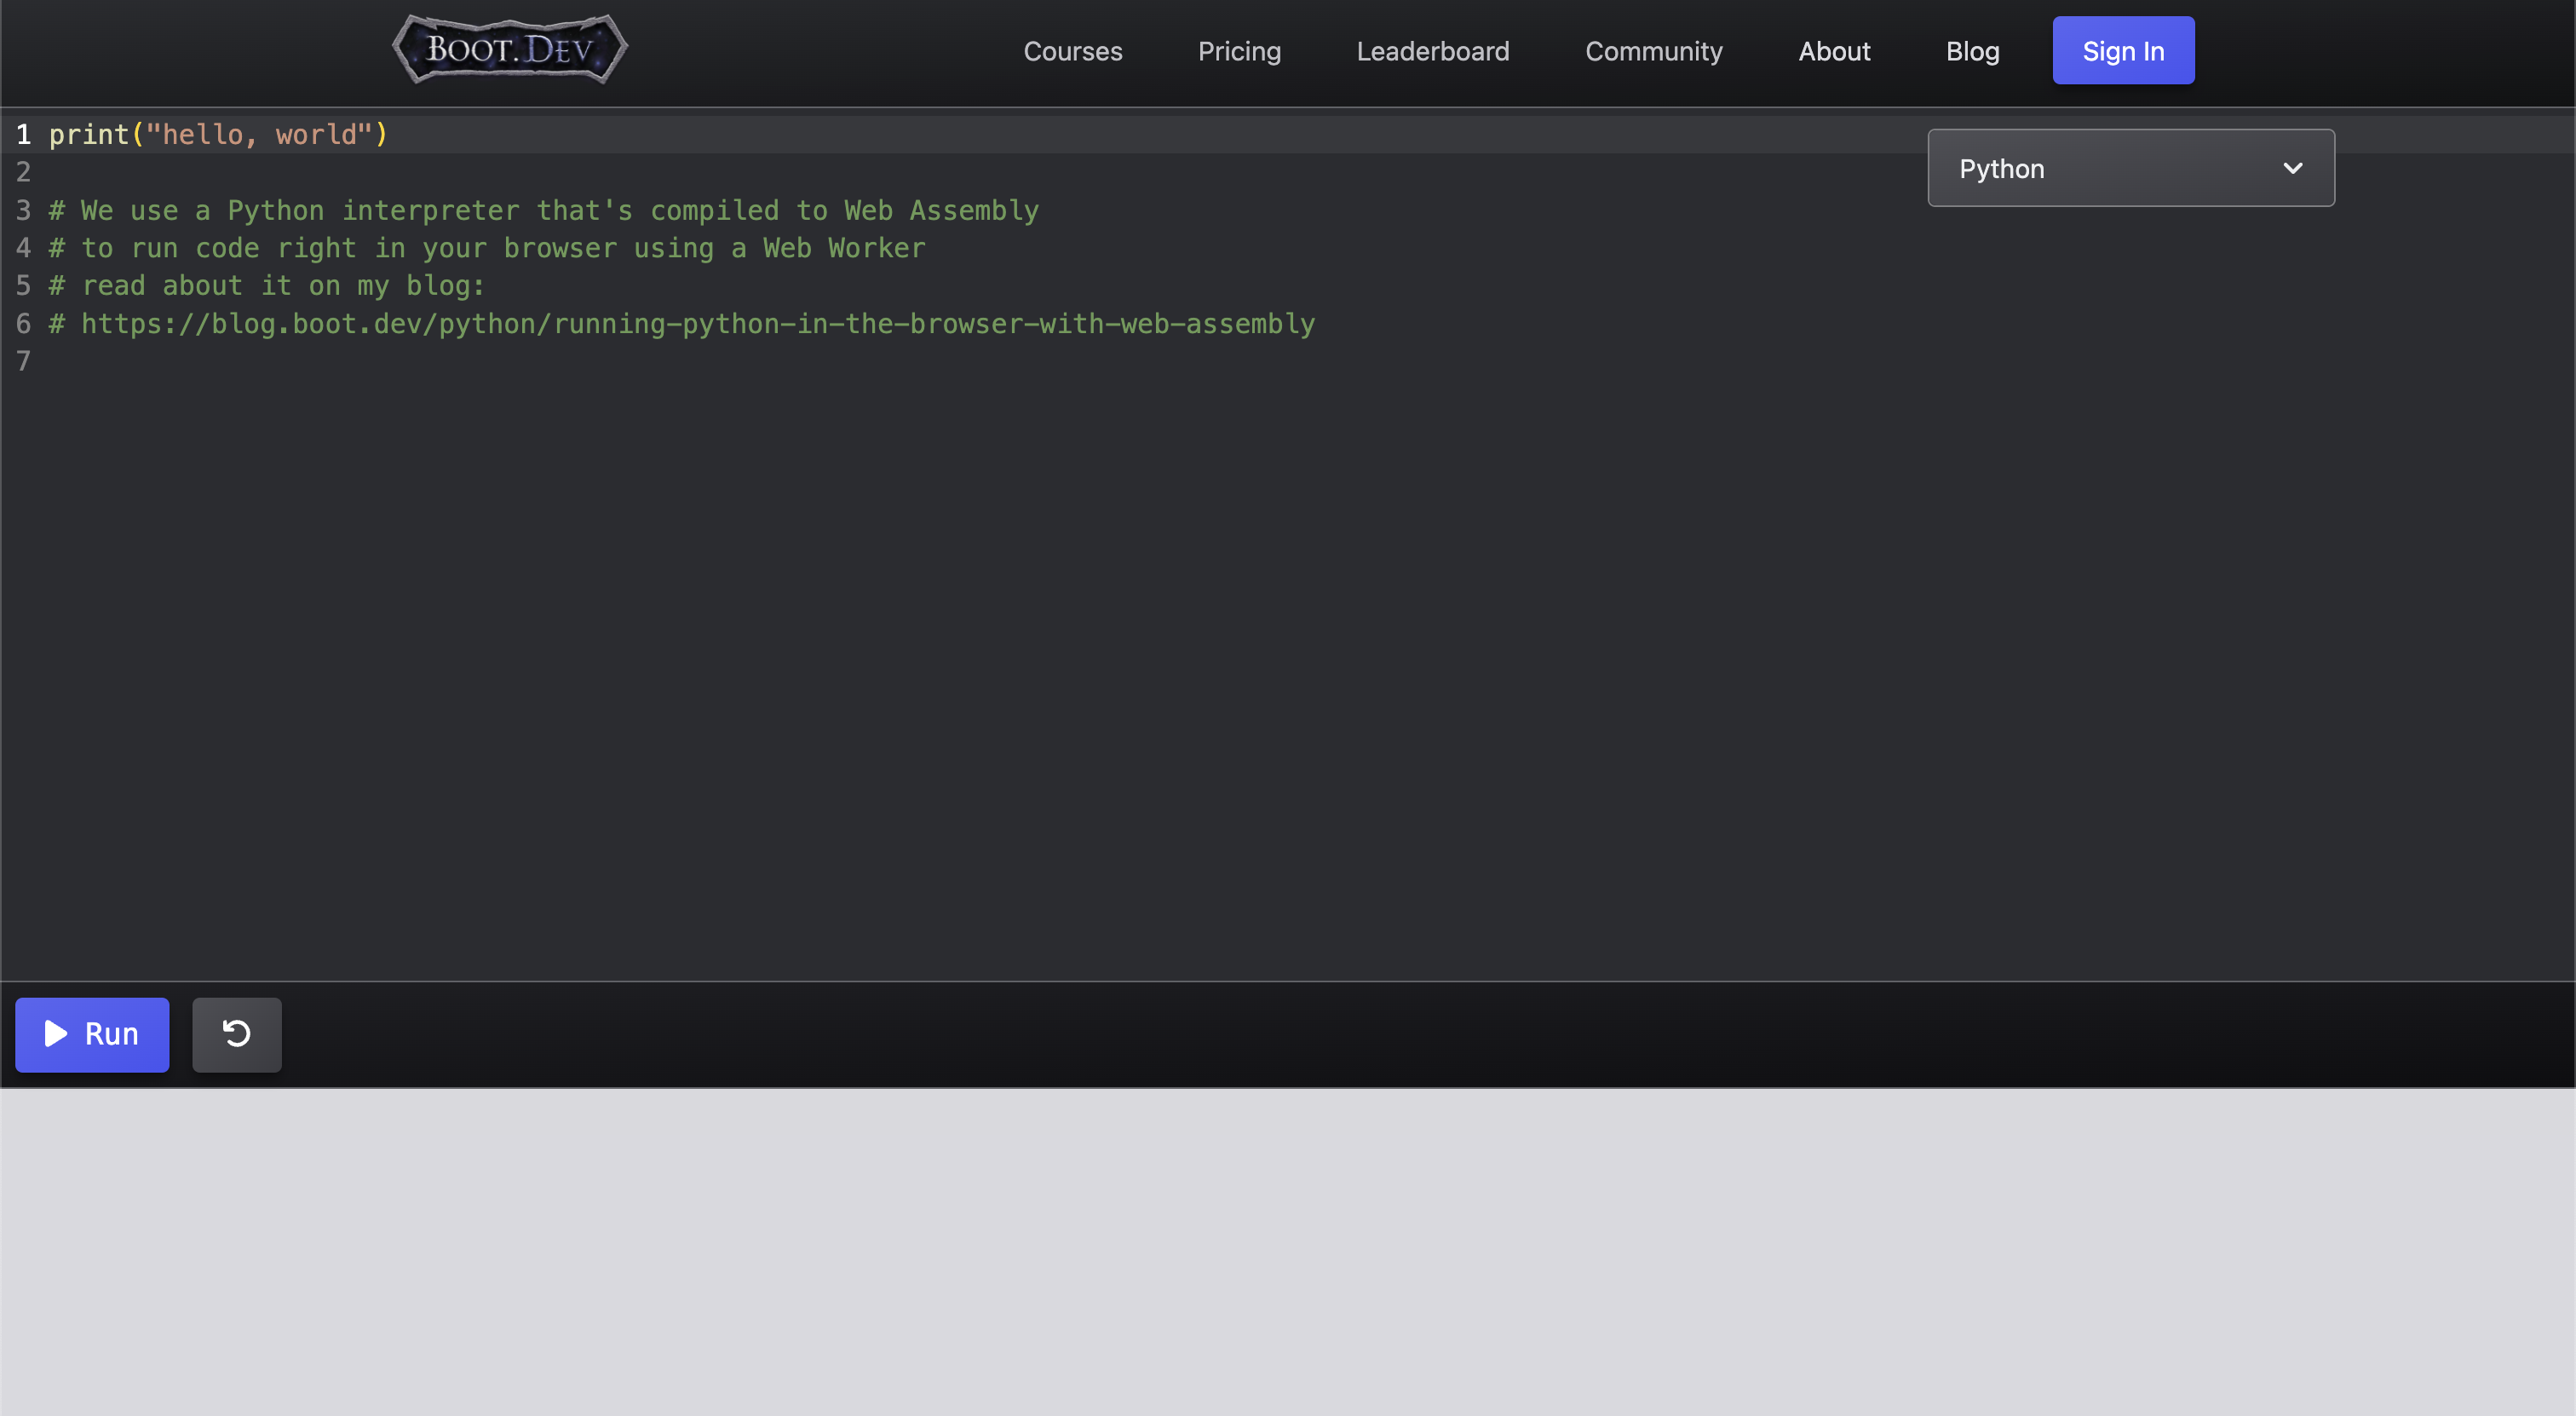 BOOT.DEV
Courses Pricing Leaderboard Community About Blog Sign In
1 print("hello, world")
Python
2
3 # We use a Python interpreter that's compiled to Web Assembly
4 # to run code right in your browser using a Web Worker
5 # read about it on my blog:
6 # https://blog.boot.dev/python/running-python-in-the-browser-with-web-assembly
7
Run